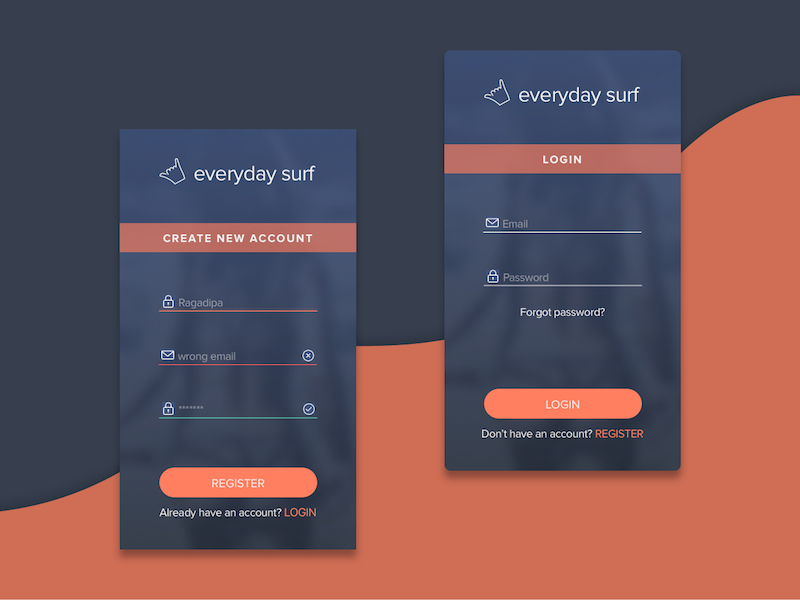 everyday surf
CREATE NEW ACCOUNT
Ragadipa
wrong email
*******
REGISTER
Already have an account? LOGIN
everyday surf
LOGIN
Email
Password
Forgot password?
LOGIN
Don't have an account? REGISTER